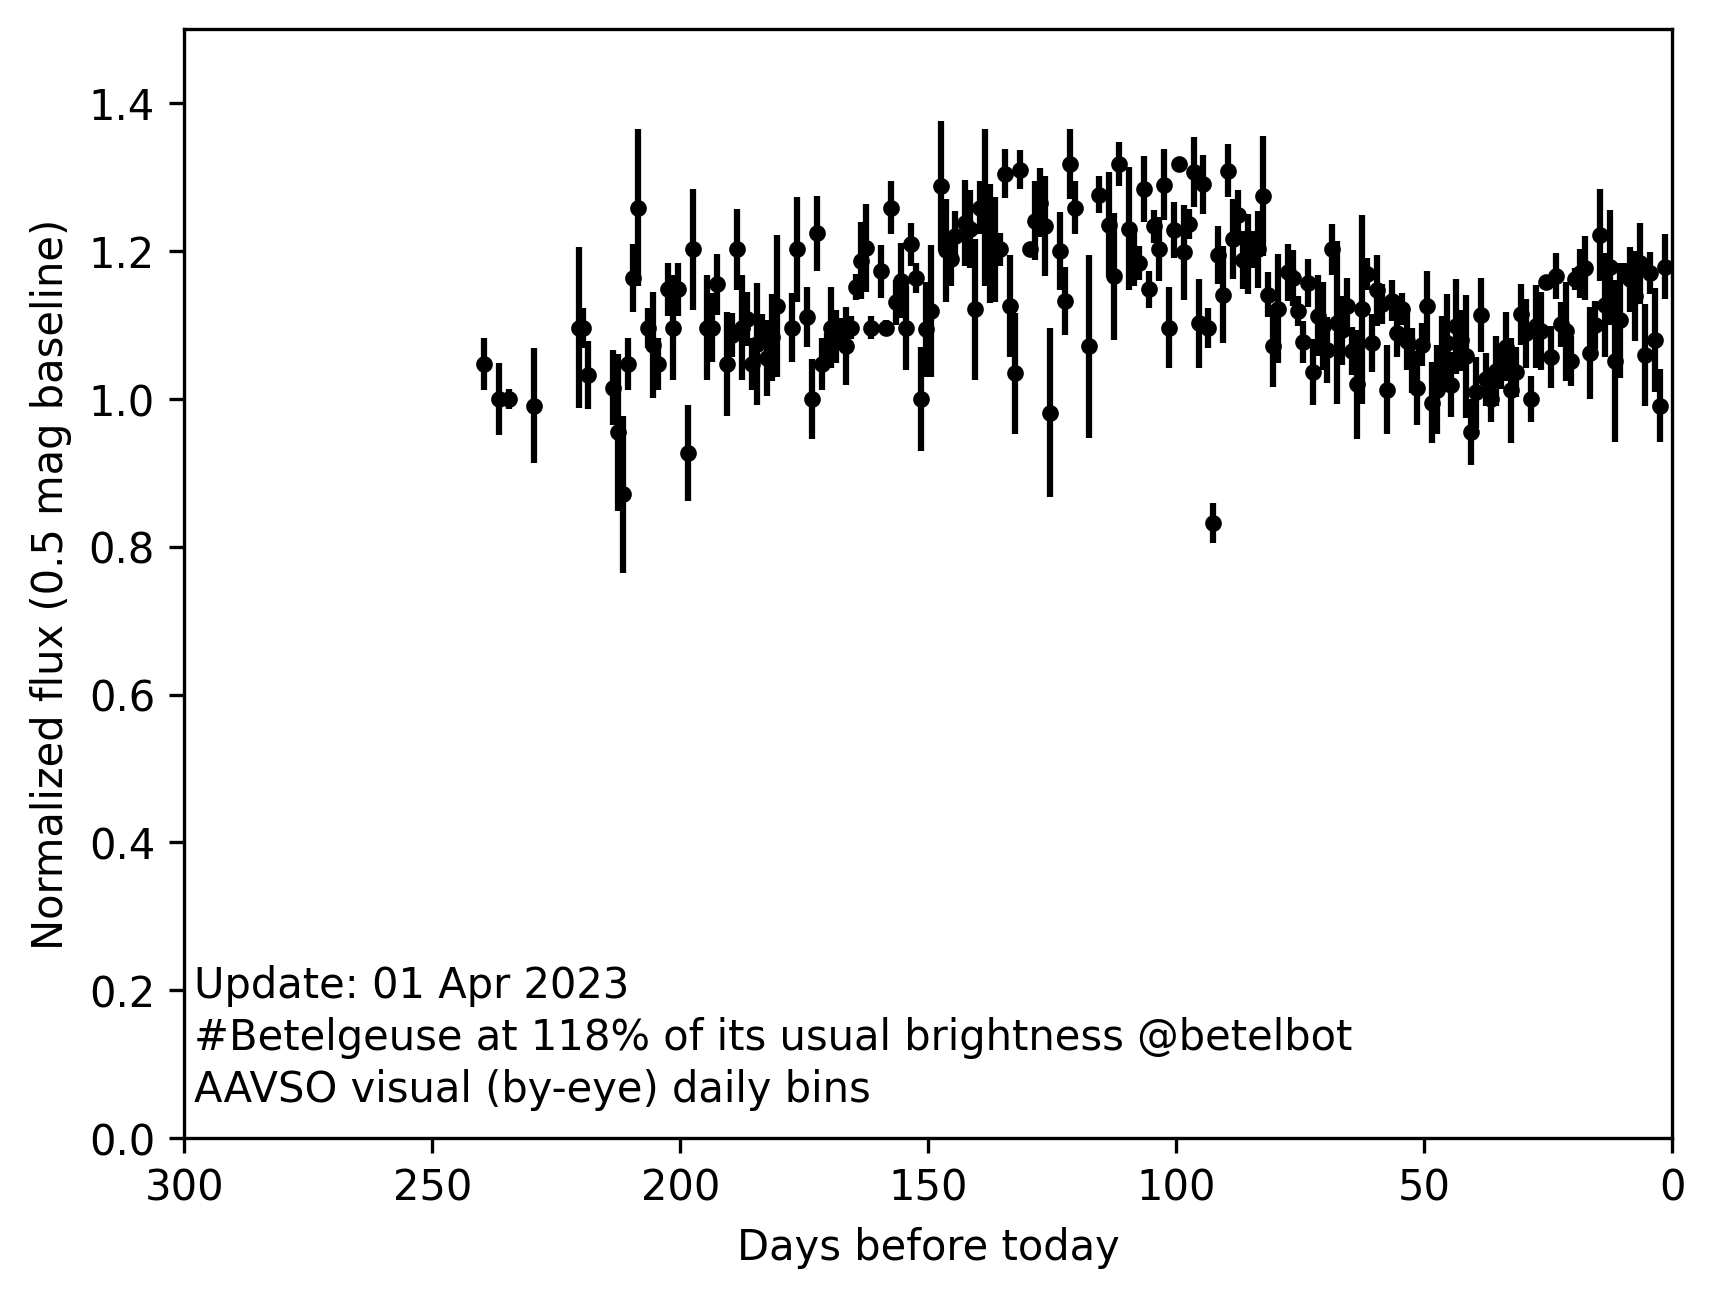 1.4
1.2
1.0
0.8
0.6
0.4
0.2
0.0
Normalized flux (0.5 mag baseline)
Update: 01 Apr 2023
#Betelgeuse at 118% of its usual brightness @betelbot
AAVSO visual (by-eye) daily bins
300 250 200 150 100 50 0
Days before today